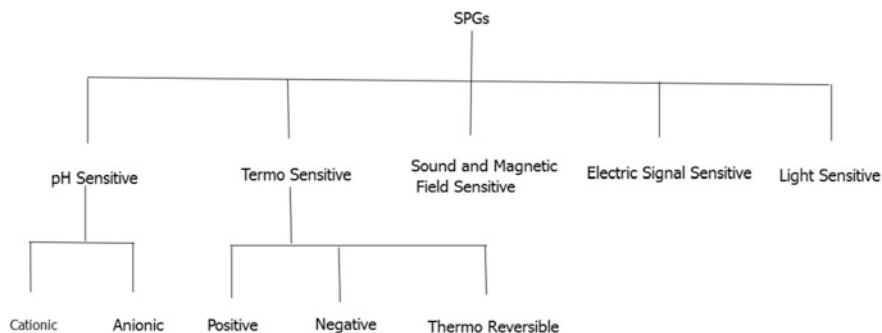 SPGs
pH Sensitive
Termo Sensitive
Sound and Magnetic
Field Sensitive
Electric Signal Sensitive
Light Sensitive
Cationic
Anionic
Positive
Negative
Thermo Reversible